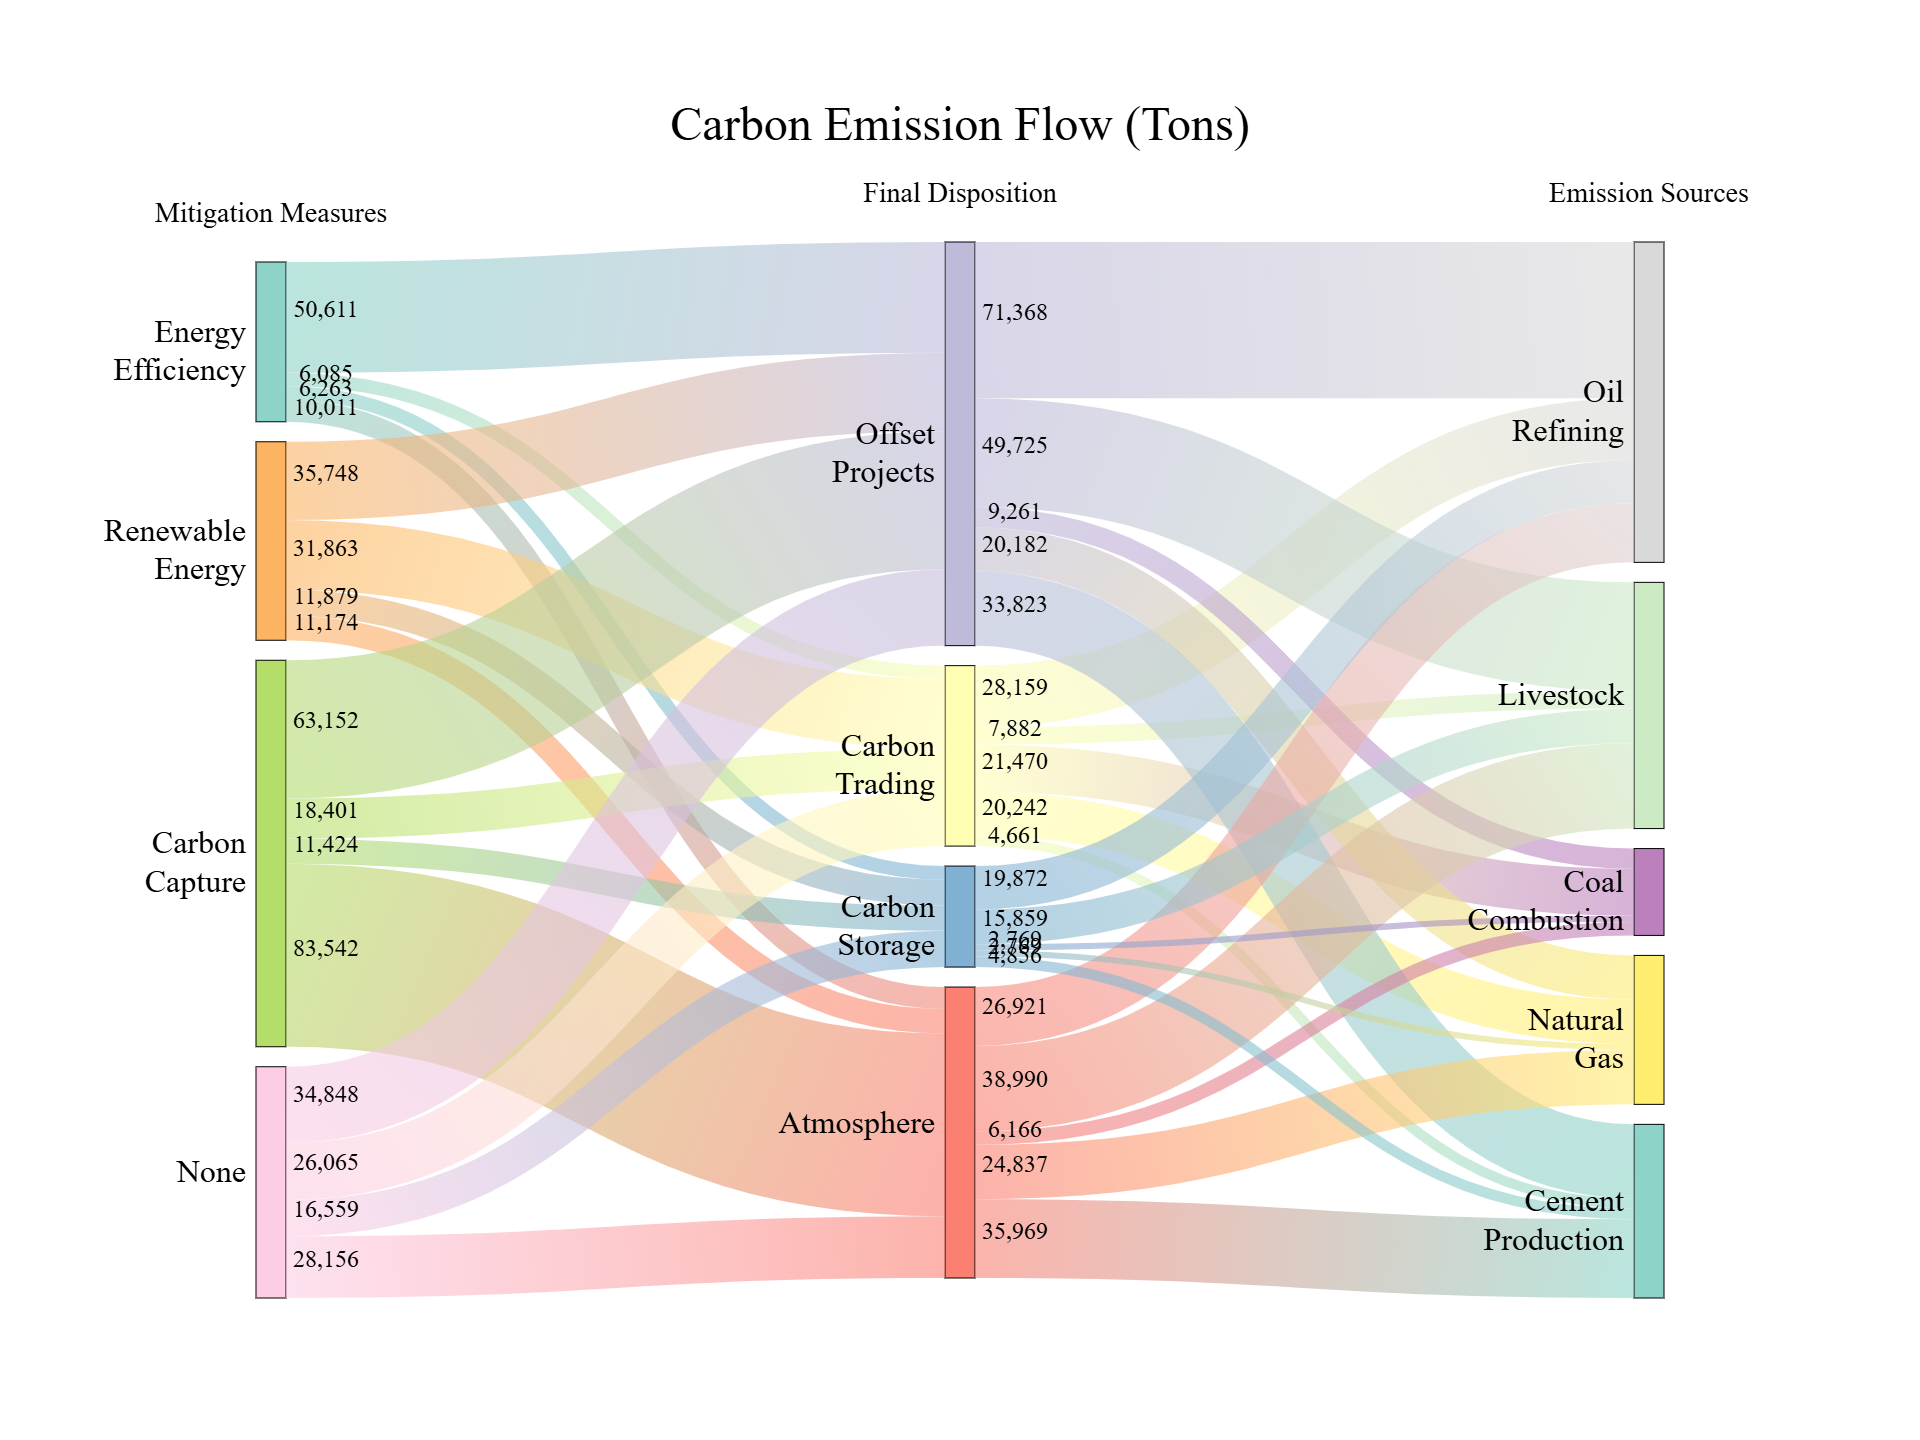 Carbon Emission Flow (Tons)
Mitigation Measures
Final Disposition
Emission Sources
Energy
Efficiency
50,611
6,085
6,263
10,011
Renewable
Energy
35,748
31,863
11,879
11,174
Carbon
Capture
63,152
18,401
11,424
83,542
None
34,848
26,065
16,559
28,156
Offset
Projects
71,368
49,725
9,261
20,182
33,823
Carbon
Trading
28,159
7,882
21,470
20,242
4,661
Carbon
Storage
19,872
15,859
2,769
2,769
4,856
Atmosphere
26,921
38,990
6,166
24,837
35,969
Oil
Refining
Livestock
Coal
Combustion
Natural
Gas
Cement
Production